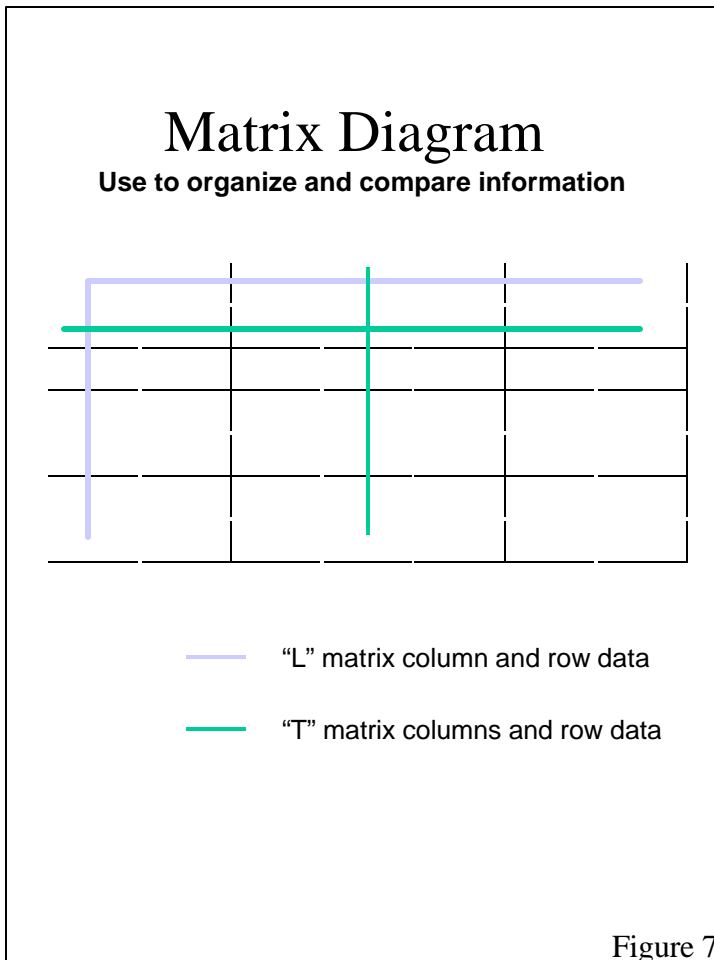 Matrix Diagram
Use to organize and compare information
“L” matrix column and row data
“T” matrix columns and row data
Figure 7